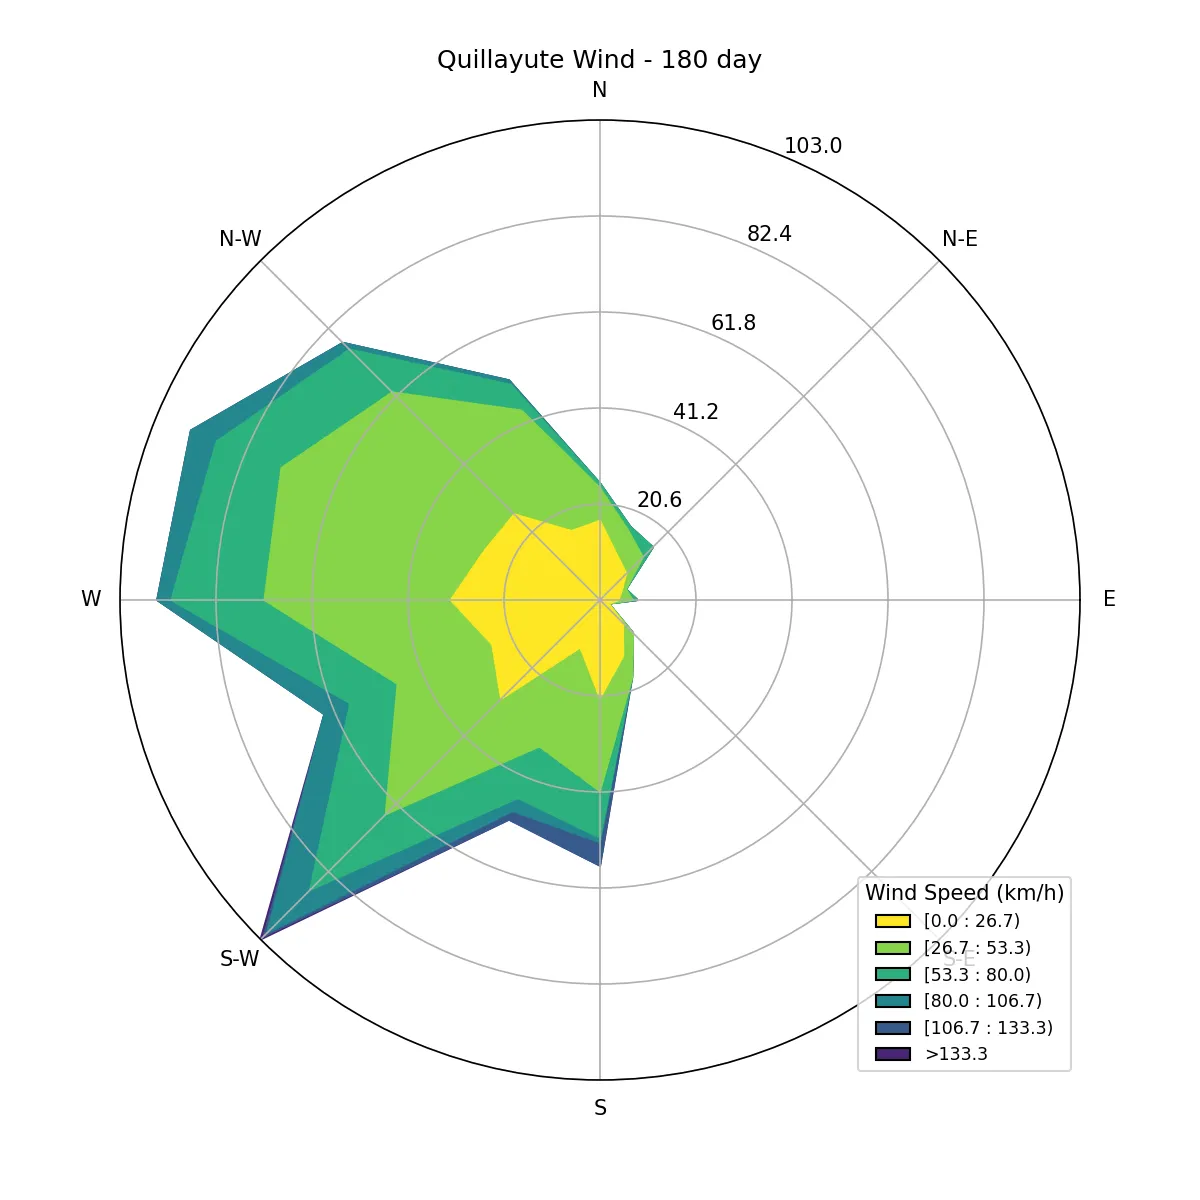 Quillayute Wind - 180 day
N
103.0
82.4
N-W
N-E
61.8
41.2
20.6
W
E
S-W
S-E
S
Wind Speed (km/h)
[0.0 : 26.7)
[26.7 : 53.3)
[53.3 : 80.0)
[80.0 : 106.7)
[106.7 : 133.3)
>133.3